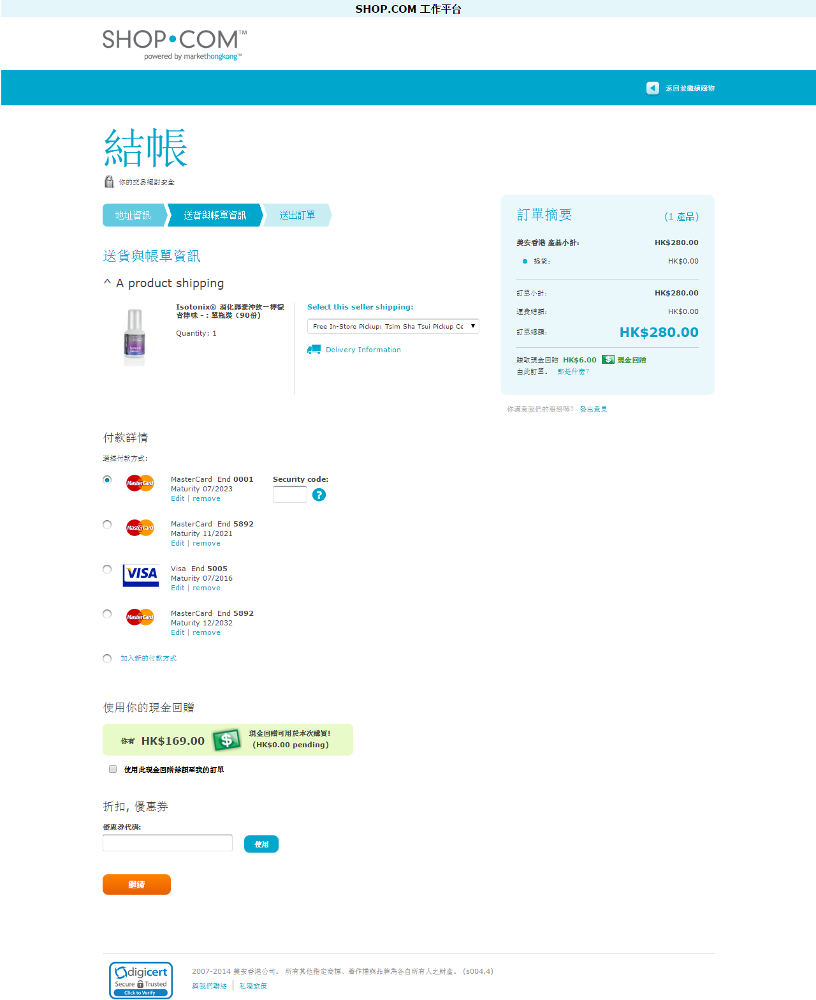 SHOP.COM 工作平台
SHOP•COM™
powered by markethongkong™
返回並繼續購物
結帳
你的交易絕對安全
地址資訊
送貨與帳單資訊
送出訂單
送貨與帳單資訊
^ A product shipping
Isotonix® 消化酵素沖飲－檸檬
青檸味 - : 單瓶裝（90份)
Quantity: 1
Select this seller shipping:
Free In-Store Pickup: Tsim Sha Tsui Pickup Ce
Delivery Information
訂單摘要
(1 產品)
美安香港 產品小計:
HK$280.00
提貨:
HK$0.00
訂單小計:
HK$280.00
運費總額:
HK$0.00
訂單總額:
HK$280.00
賺取現金回贈 HK$6.00 $ 現金回贈
由此訂單。 那是什麼?
你滿意我們的服務嗎? 發出意見
付款詳情
選擇付款方式:
MasterCard
MasterCard End 0001
Maturity 07/2023
Edit | remove
Security code:
?
MasterCard
MasterCard End 5892
Maturity 11/2021
Edit | remove
VISA
Visa End 5005
Maturity 07/2016
Edit | remove
MasterCard
MasterCard End 5892
Maturity 12/2032
Edit | remove
加入新的付款方式
使用你的現金回贈
你有 HK$169.00 $
現金回贈可用於本次購買!
(HK$0.00 pending)
使用此現金回贈餘額至我的訂單
折扣, 優惠券
優惠券代碼:
使用
繼續
digicert
Secure Trusted
Click to Verify
2007-2014 美安香港公司。 所有其他指定商標、著作權與品牌為各自所有人之財產。 (s004.4)
與我們聯絡 | 私隱政策